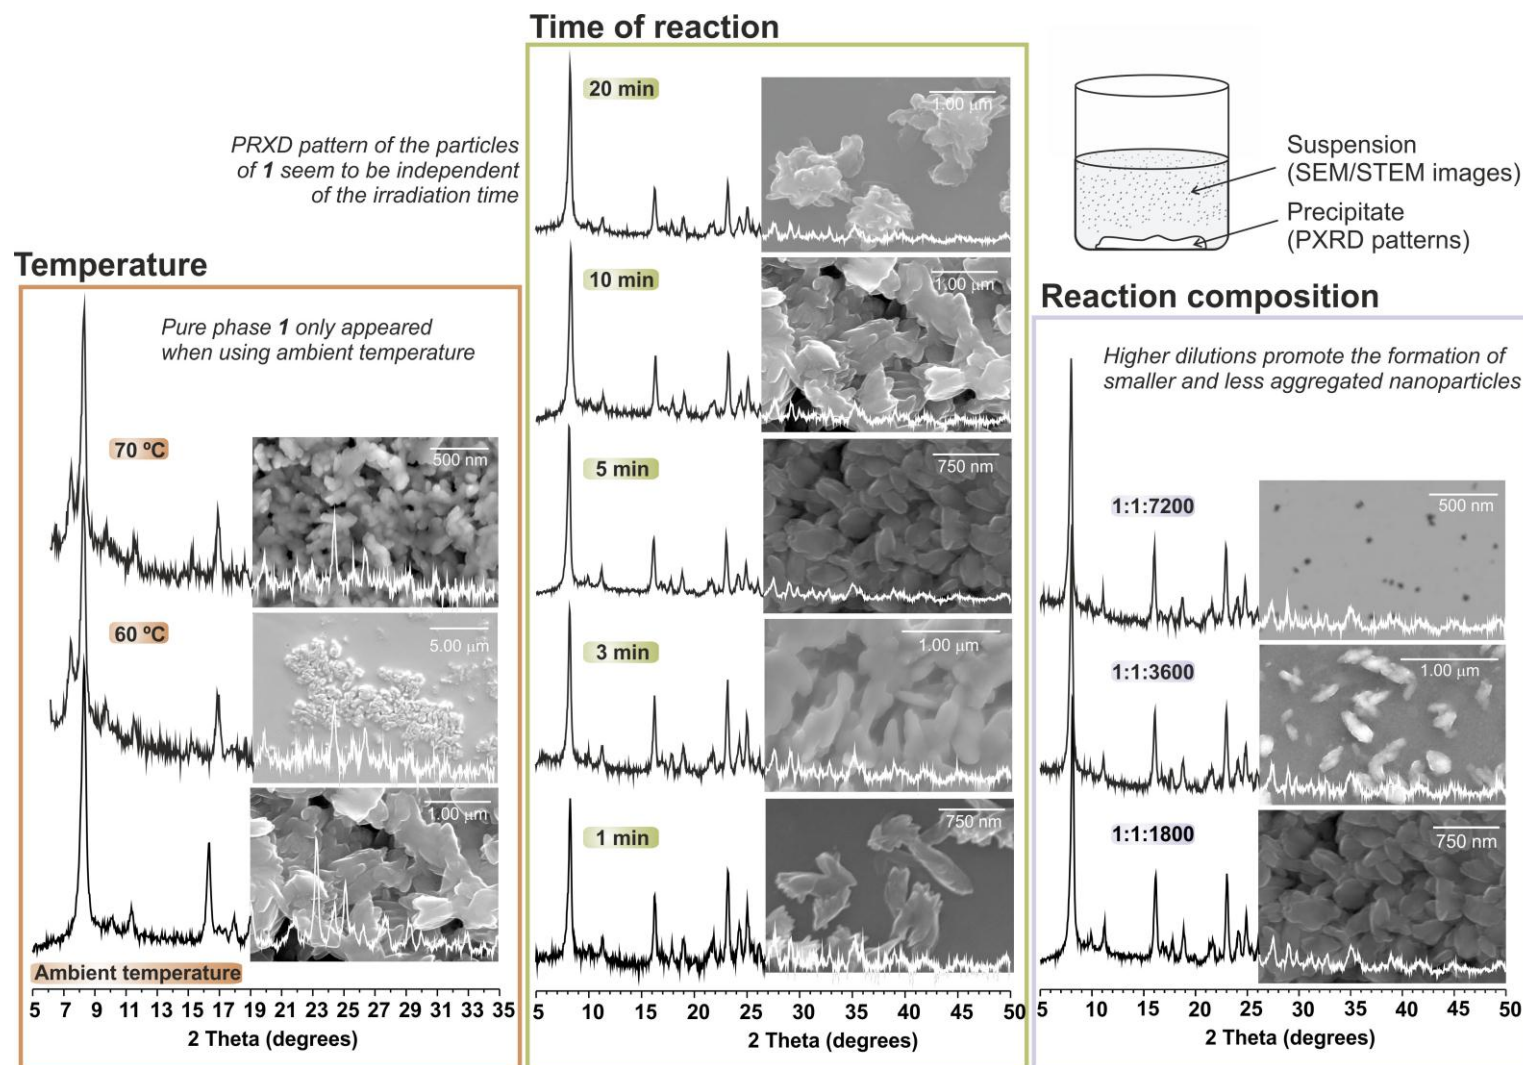 Time of reaction
20 min
1.00 μm
PRXD pattern of the particles
of 1 seem to be independent
of the irradiation time
10 min
1.00 μm
5 min
750 nm
3 min
1.00 μm
1 min
750 nm
5 10 15 20 25 30 35 40 45 50
2 Theta (degrees)
Temperature
Pure phase 1 only appeared
when using ambient temperature
70 ºC
500 nm
60 ºC
5.00 μm
1.00 μm
Ambient temperature
5 7 9 11 13 15 17 19 21 23 25 27 29 31 33 35
2 Theta (degrees)
Suspension
(SEM/STEM images)
Precipitate
(PXRD patterns)
Reaction composition
Higher dilutions promote the formation of
smaller and less aggregated nanoparticles
1:1:7200
500 nm
1:1:3600
1.00 μm
1:1:1800
750 nm
5 10 15 20 25 30 35 40 45 50
2 Theta (degrees)